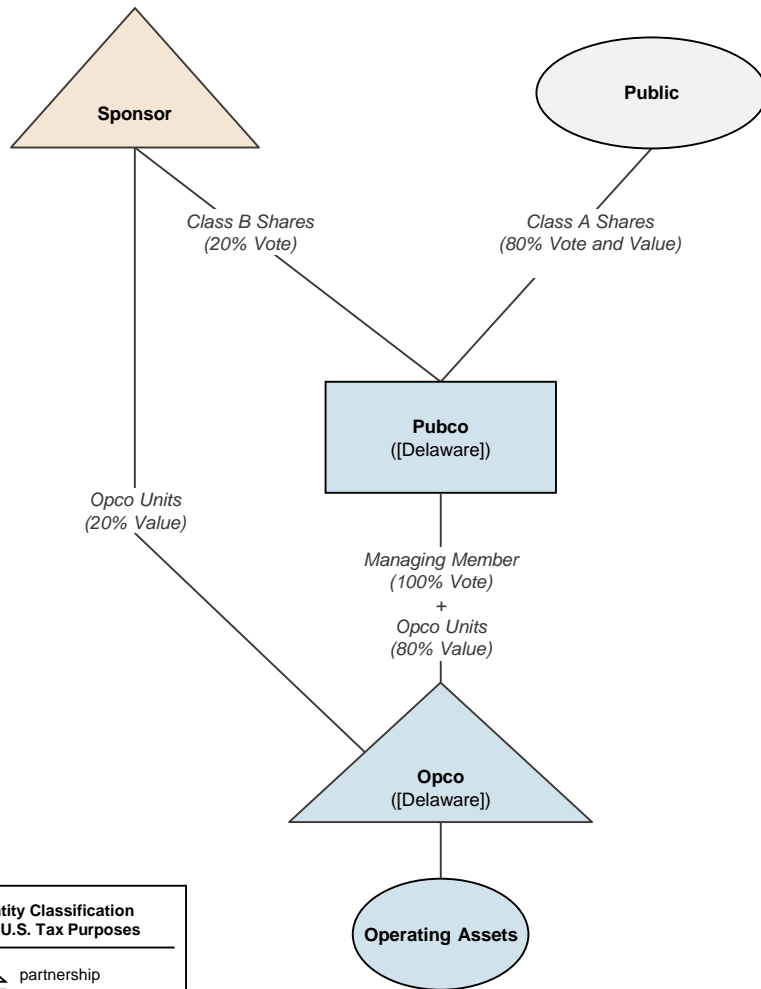 Sponsor
Public
Class B Shares
(20% Vote)
Class A Shares
(80% Vote and Value)
Pubco
([Delaware])
Opco Units
(20% Value)
Managing Member
(100% Vote)
+
Opco Units
(80% Value)
Opco
([Delaware])
Operating Assets
Classification
U.S. Tax Purposes
partnership